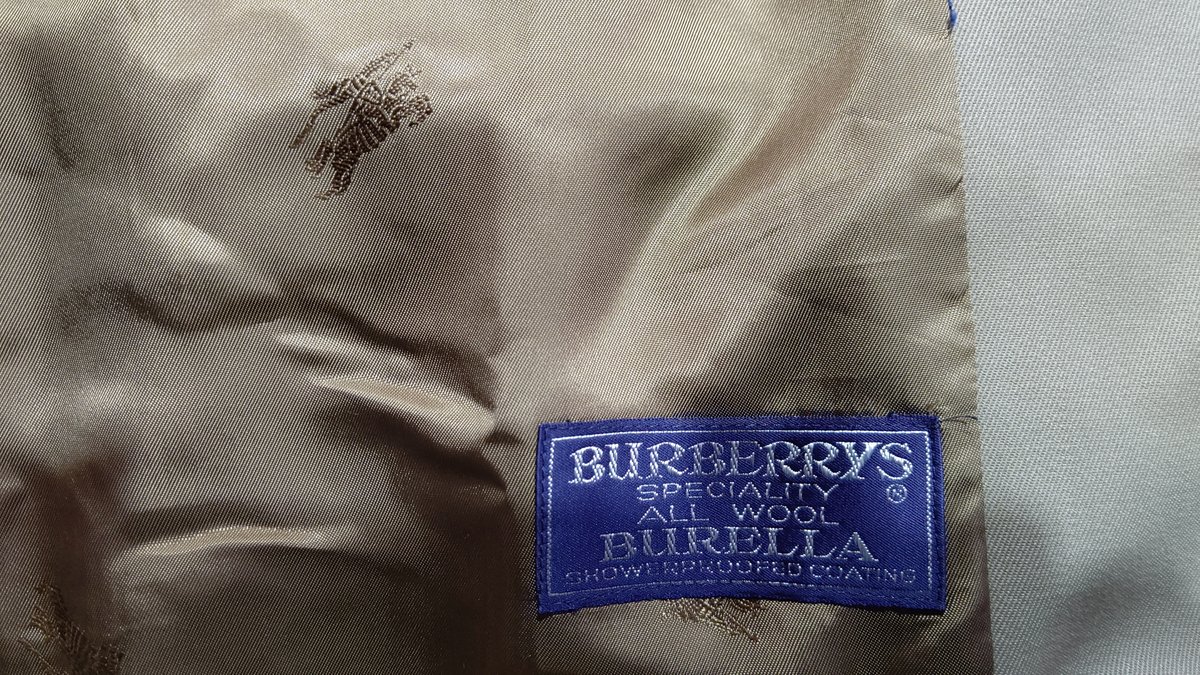 BURBERRYS
SPECIALITY ®
ALL WOOL
BURELLA
SHOWERPROOFED COATING